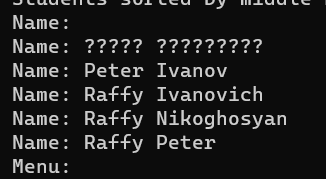 Students sorted by middle
Name:
Name: ????? ?????????
Name: Peter Ivanov
Name: Raffy Ivanovich
Name: Raffy Nikoghosyan
Name: Raffy Peter
Menu: